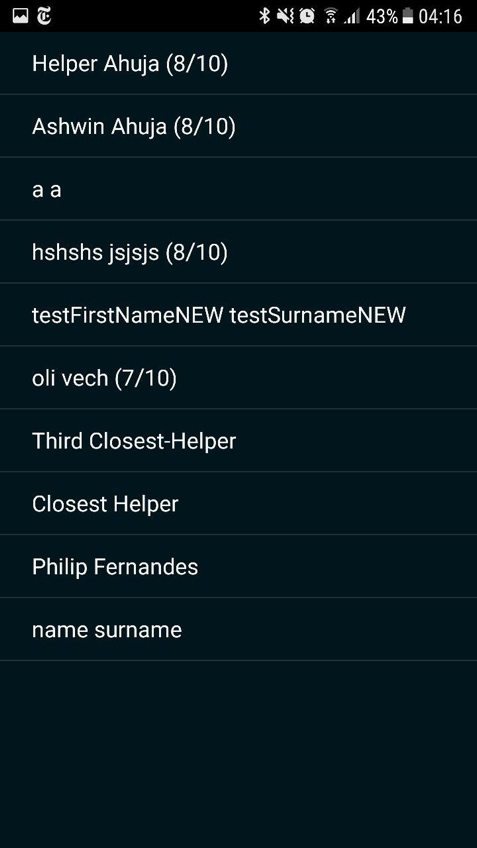 43% 04:16
Helper Ahuja (8/10)
Ashwin Ahuja (8/10)
a a
hshshs jsjsjs (8/10)
testFirstNameNEW testSurnameNEW
oli vech (7/10)
Third Closest-Helper
Closest Helper
Philip Fernandes
name surname